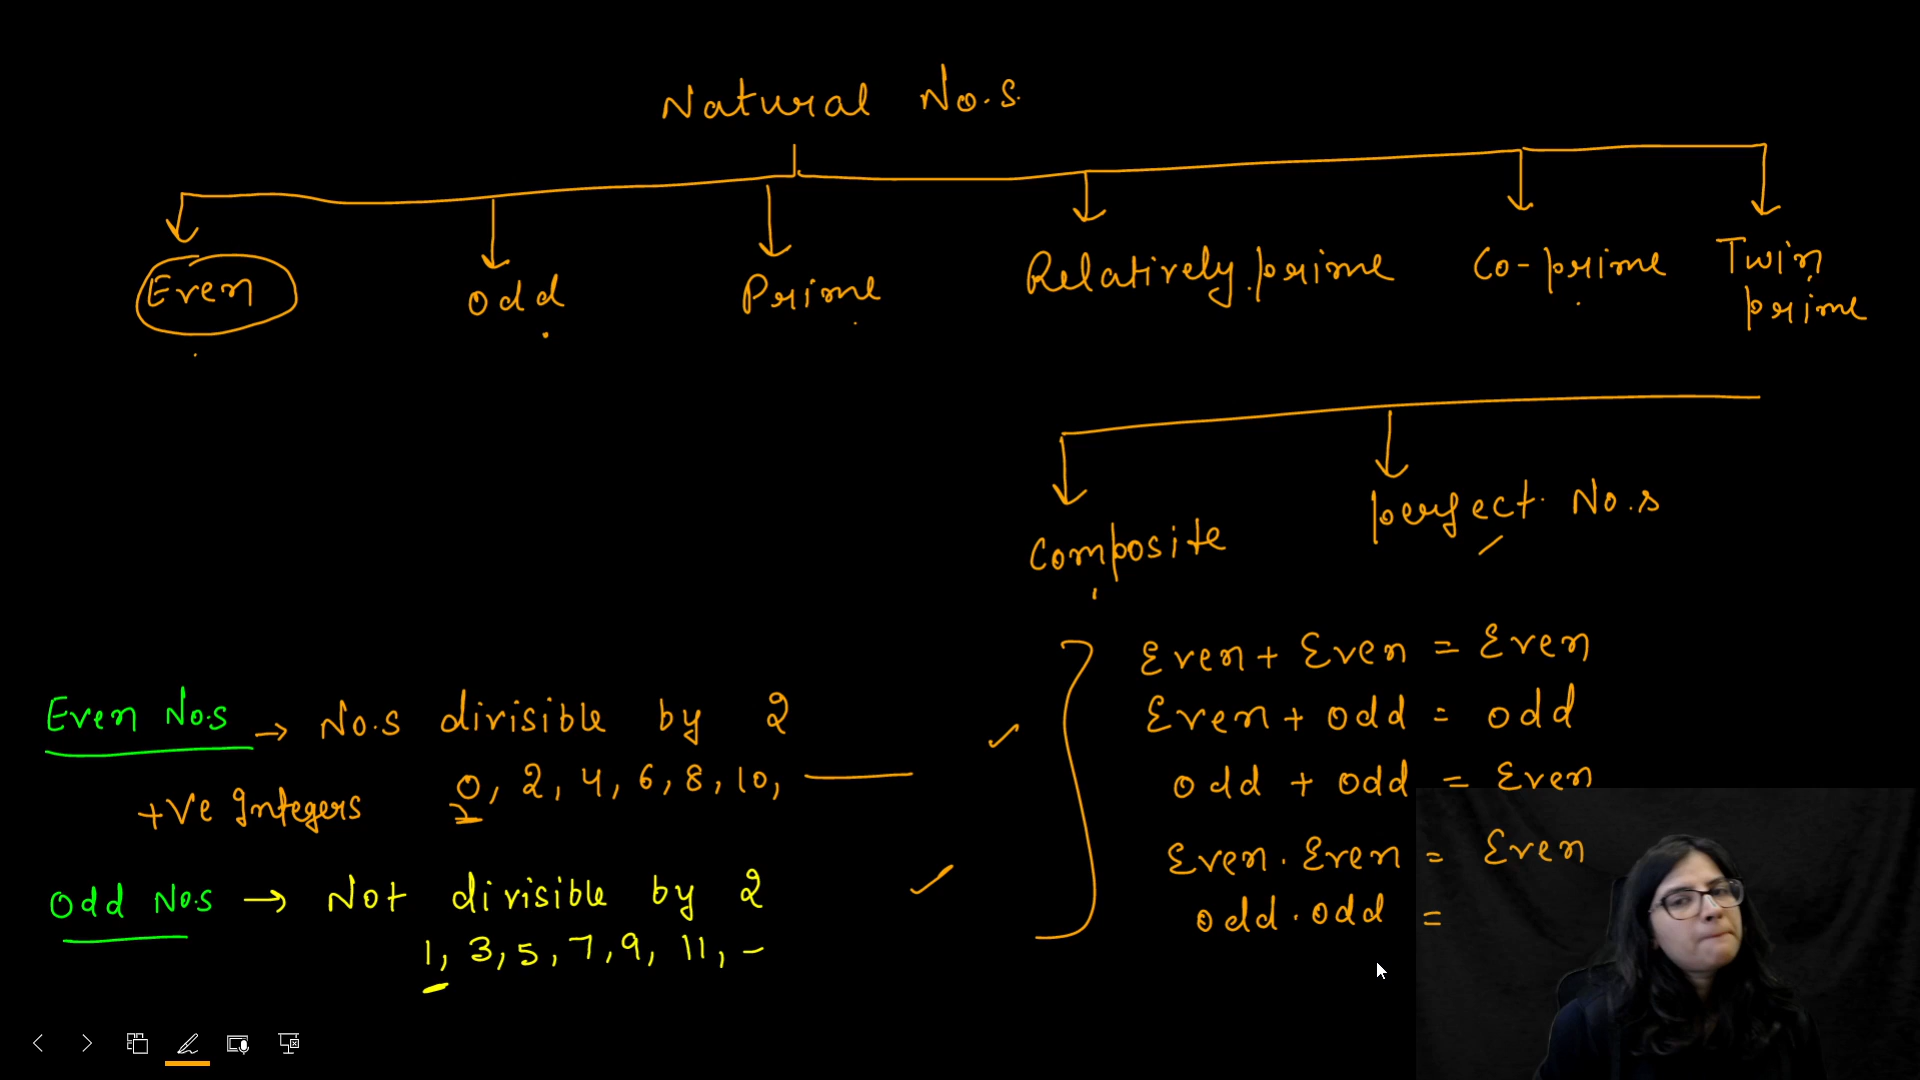 Natural No.s.
Even
odd
Prime
Relatively prime
Co-prime
Twin
prime
Composite
perfect No.s
Even No.s → No.s divisible by 2
+ve Integers 0, 2, 4, 6, 8, 10,
Odd No.s → Not divisible by 2
1, 3, 5, 7, 9, 11, -
Even + Even = Even
Even + odd = odd
odd + odd = Even
Even . Even = Even
odd . odd =